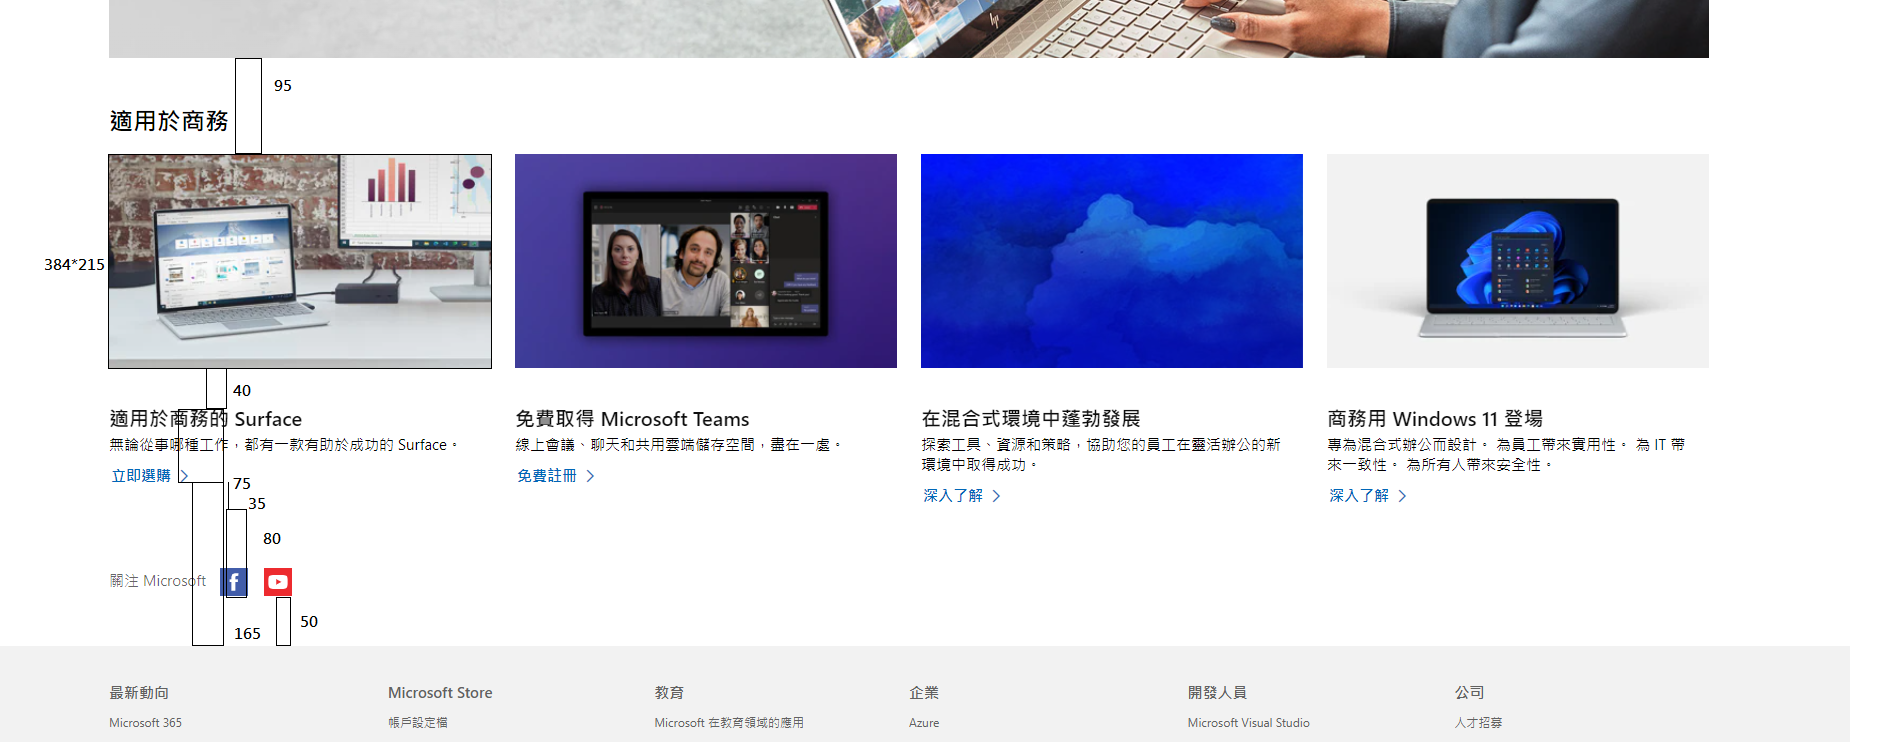 95
適用於商務
384*215
40
適用於商務的 Surface
無論從事哪種工作，都有一款有助於成功的 Surface。
立即選購
免費取得 Microsoft Teams
線上會議、聊天和共用雲端儲存空間，盡在一處。
免費註冊
在混合式環境中蓬勃發展
探索工具、資源和策略，協助您的員工在靈活辦公的新
環境中取得成功。
深入了解
商務用 Windows 11 登場
專為混合式辦公而設計。 為員工帶來實用性。 為 IT 帶
來一致性。 為所有人帶來安全性。
深入了解
75
35
80
關注 Microsoft
165
50
最新動向
Microsoft 365
Microsoft Store
帳戶設定檔
教育
Microsoft 在教育領域的應用
企業
Azure
開發人員
Microsoft Visual Studio
公司
人才招募